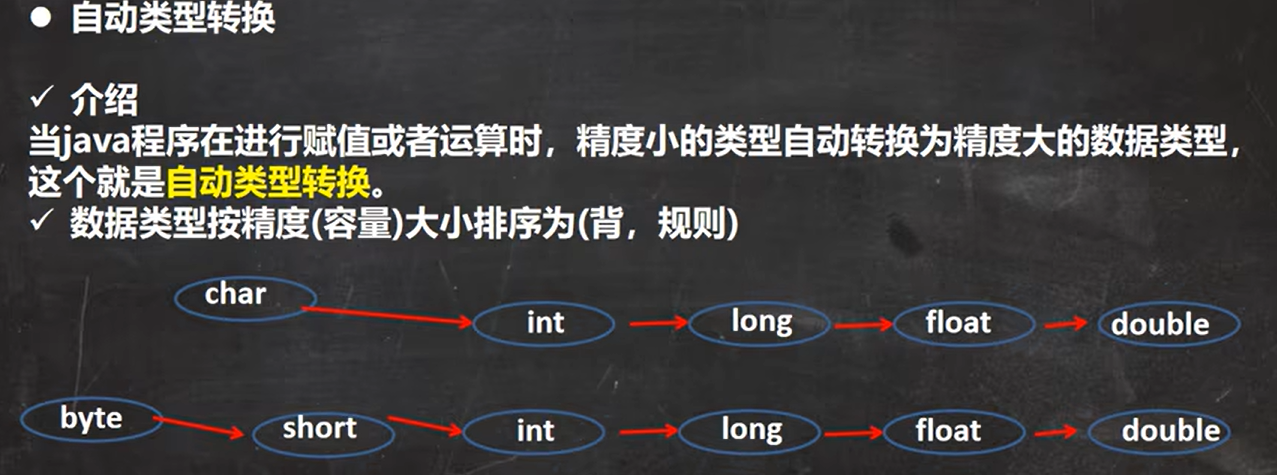 ● 自动类型转换
✓ 介绍
当java程序在进行赋值或者运算时，精度小的类型自动转换为精度大的数据类型，
这个就是自动类型转换。
✓ 数据类型按精度(容量)大小排序为(背，规则)
char int long float double
byte short int long float double